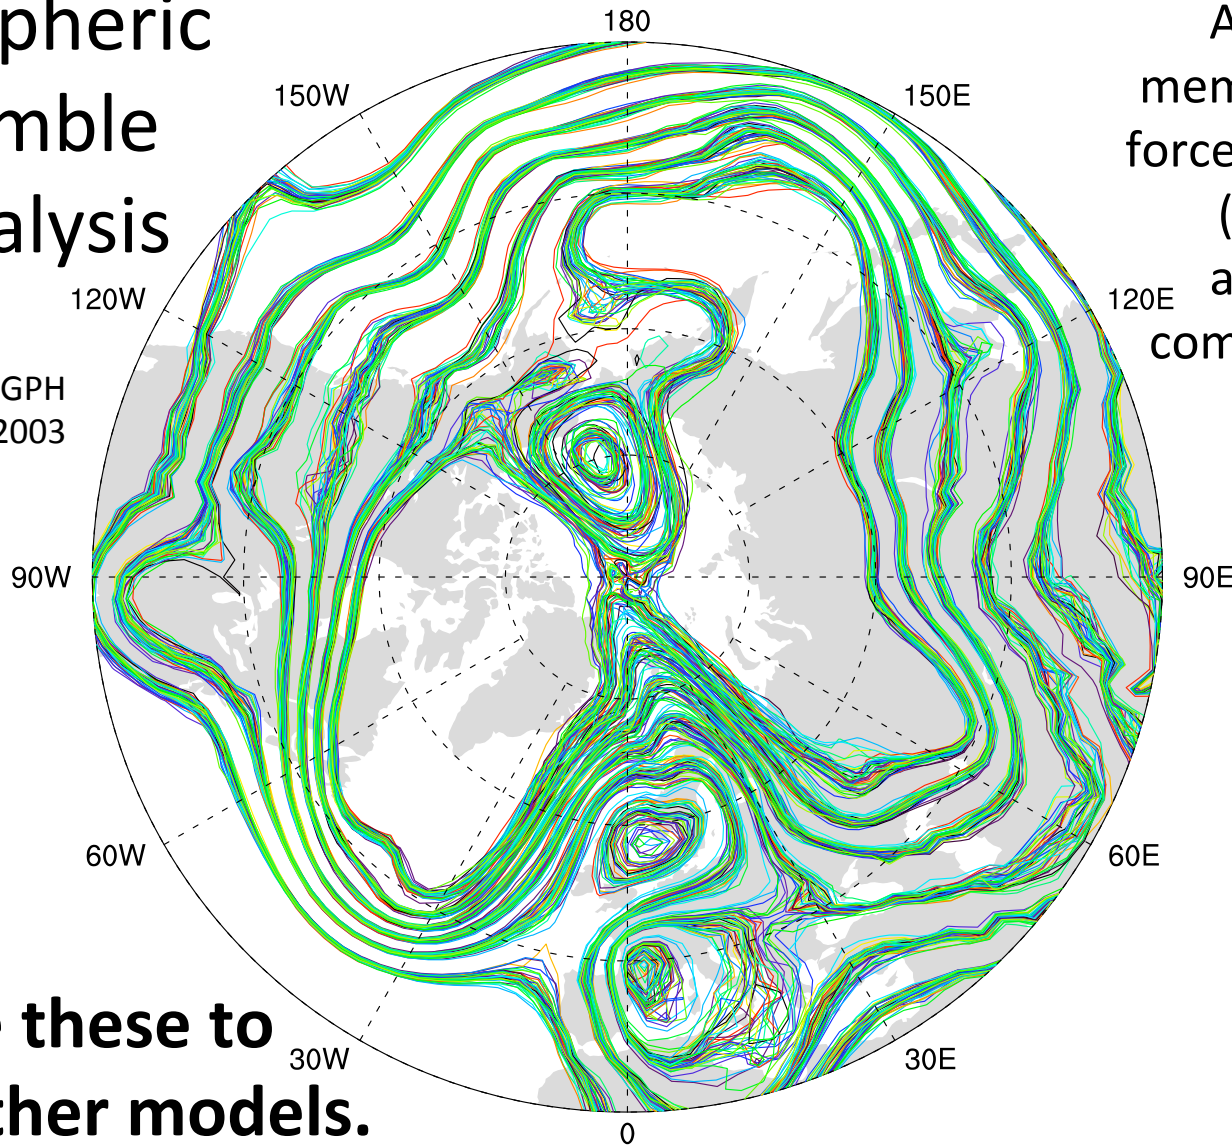 pheric
mble
alysis
GPH
2003
180
150W
150E
120W
120E
90W
90E
60W
60E
30W
30E
0
A
mem
force
(
a
com
e these to
ther models.